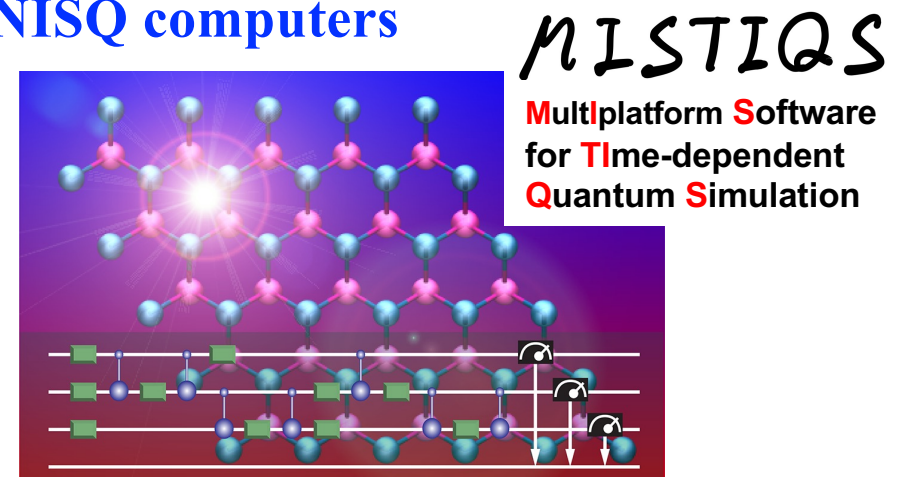 NISQ computers
MISTIQS
MultIplatform Software
for TIme-dependent
Quantum Simulation